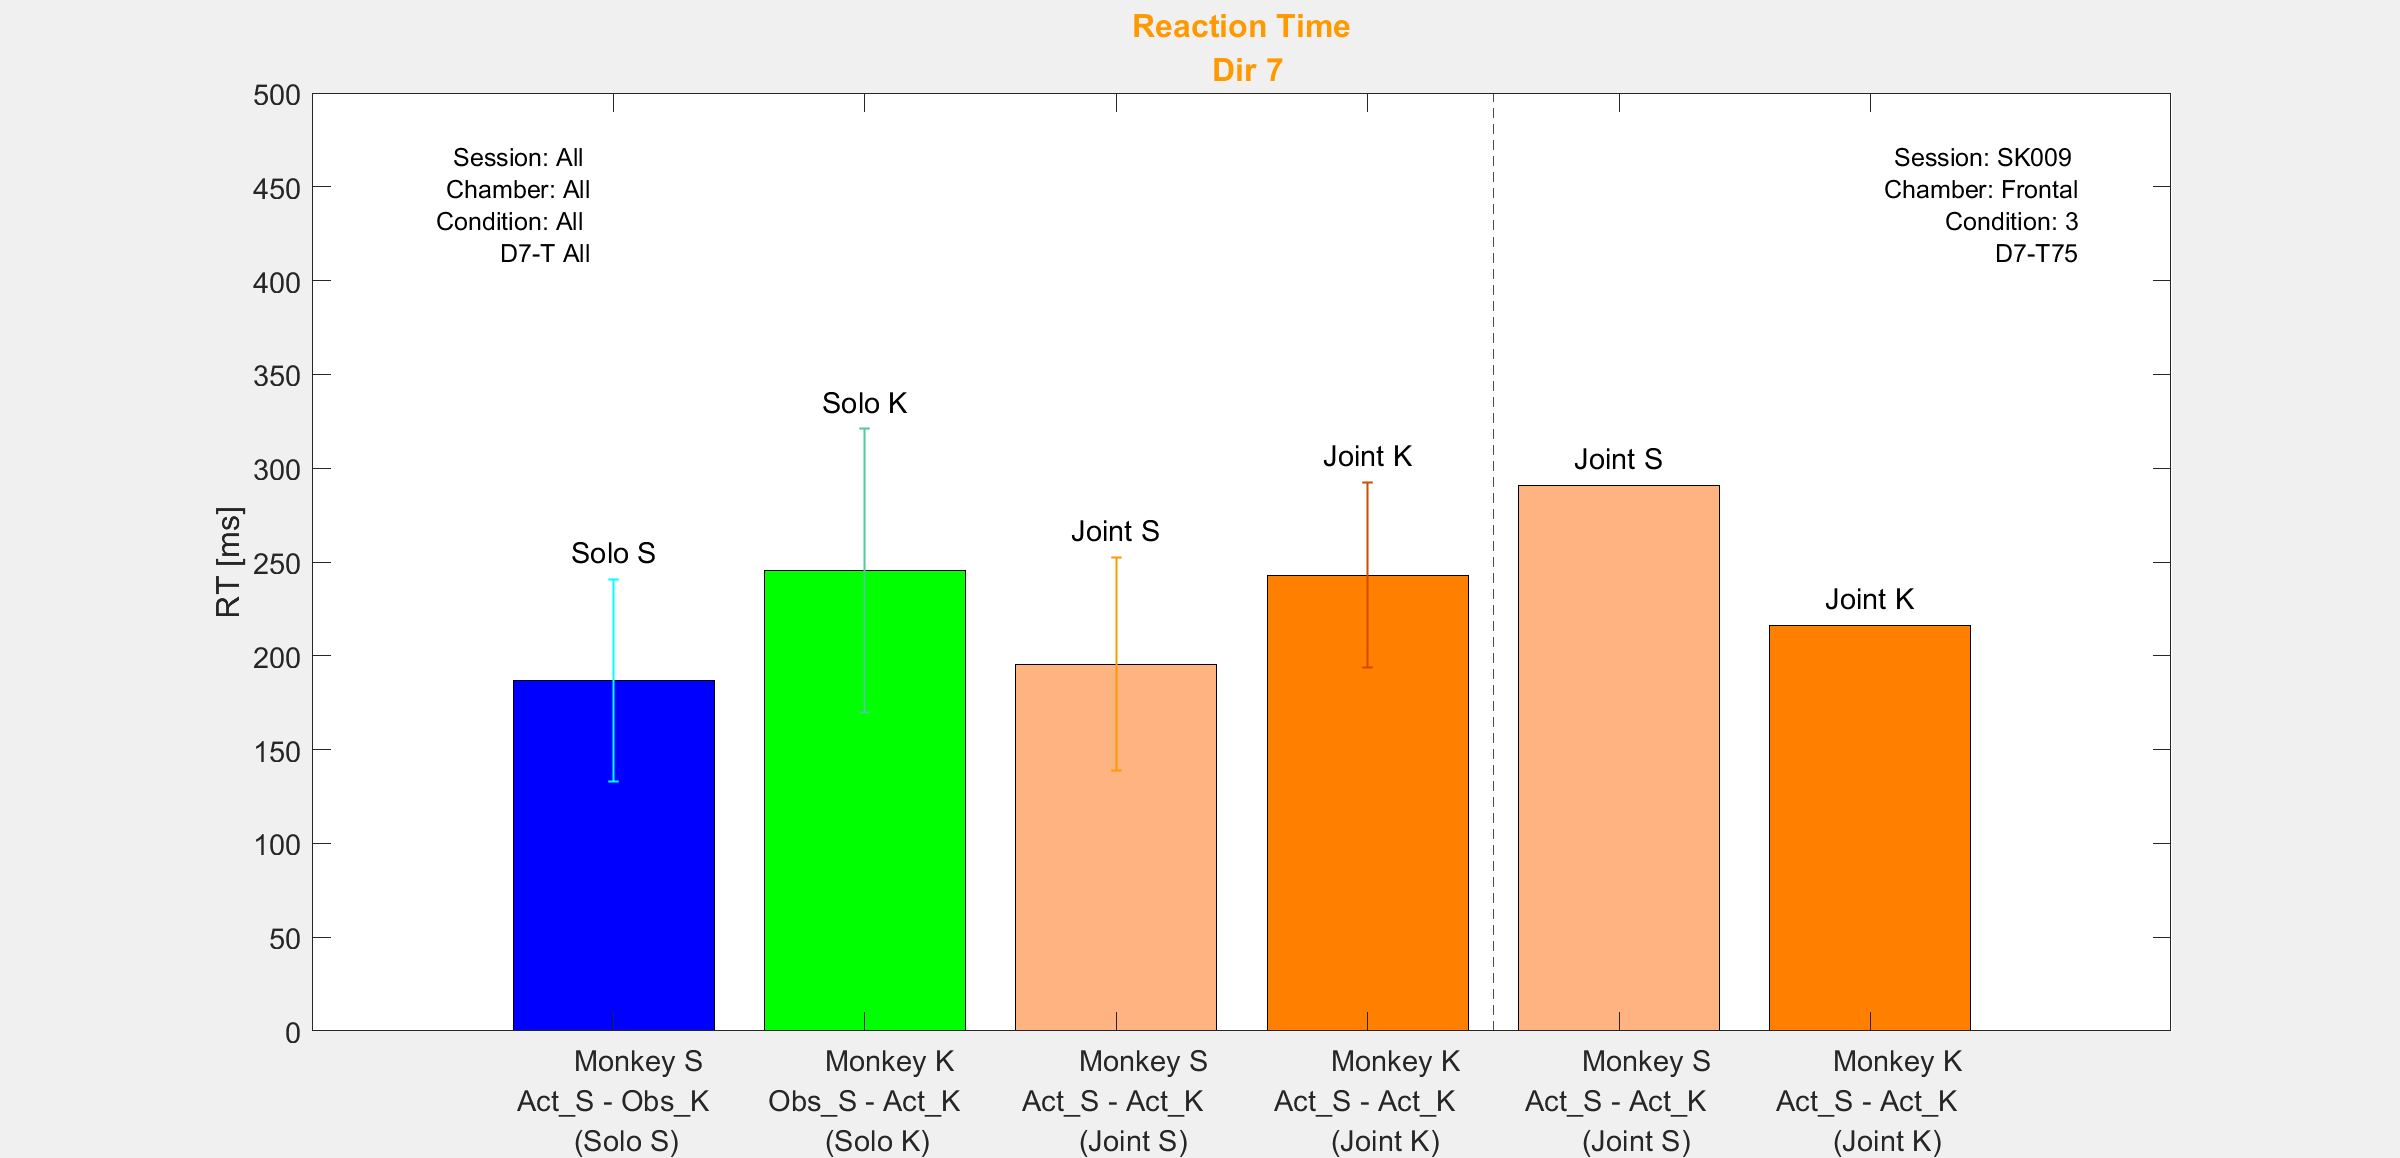 Reaction Time
Dir 7
500
450
400
350
300
250
200
150
100
50
0
RT [ms]
Session: All
Chamber: All
Condition: All
D7-T All
Session: SK009
Chamber: Frontal
Condition: 3
D7-T75
Solo S
Solo K
Joint S
Joint K
Joint S
Joint K
Monkey S
Act_S - Obs_K
(Solo S)
Monkey K
Obs_S - Act_K
(Solo K)
Monkey S
Act_S - Act_K
(Joint S)
Monkey K
Act_S - Act_K
(Joint K)
Monkey S
Act_S - Act_K
(Joint S)
Monkey K
Act_S - Act_K
(Joint K)